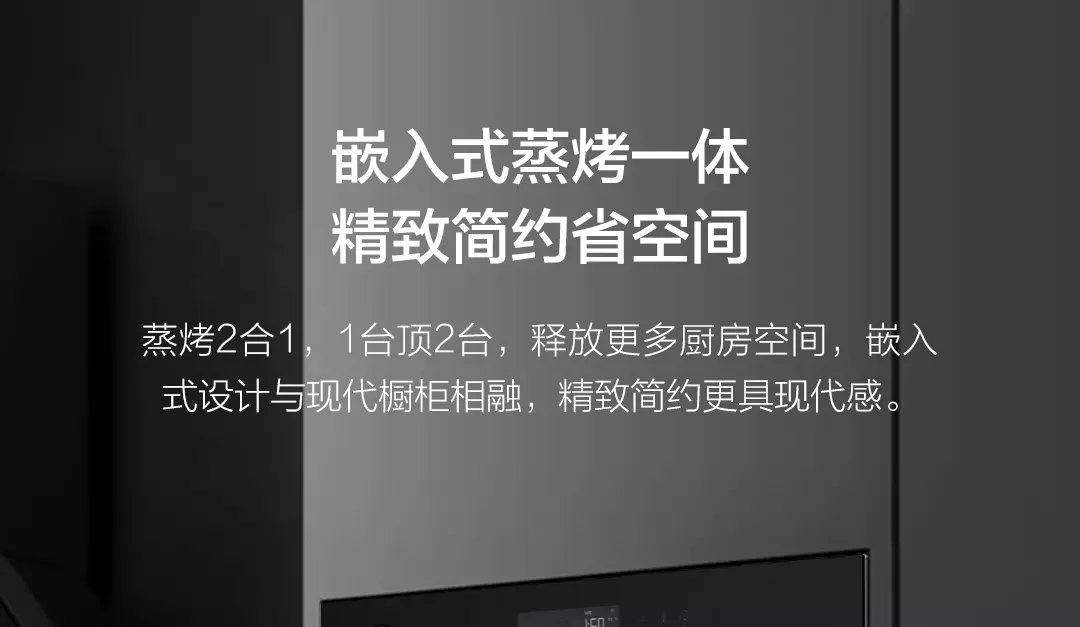 嵌入式蒸烤一体
精致简约省空间
蒸烤2合1，1台顶2台，释放更多厨房空间，嵌入
式设计与现代橱柜相融，精致简约更具现代感。